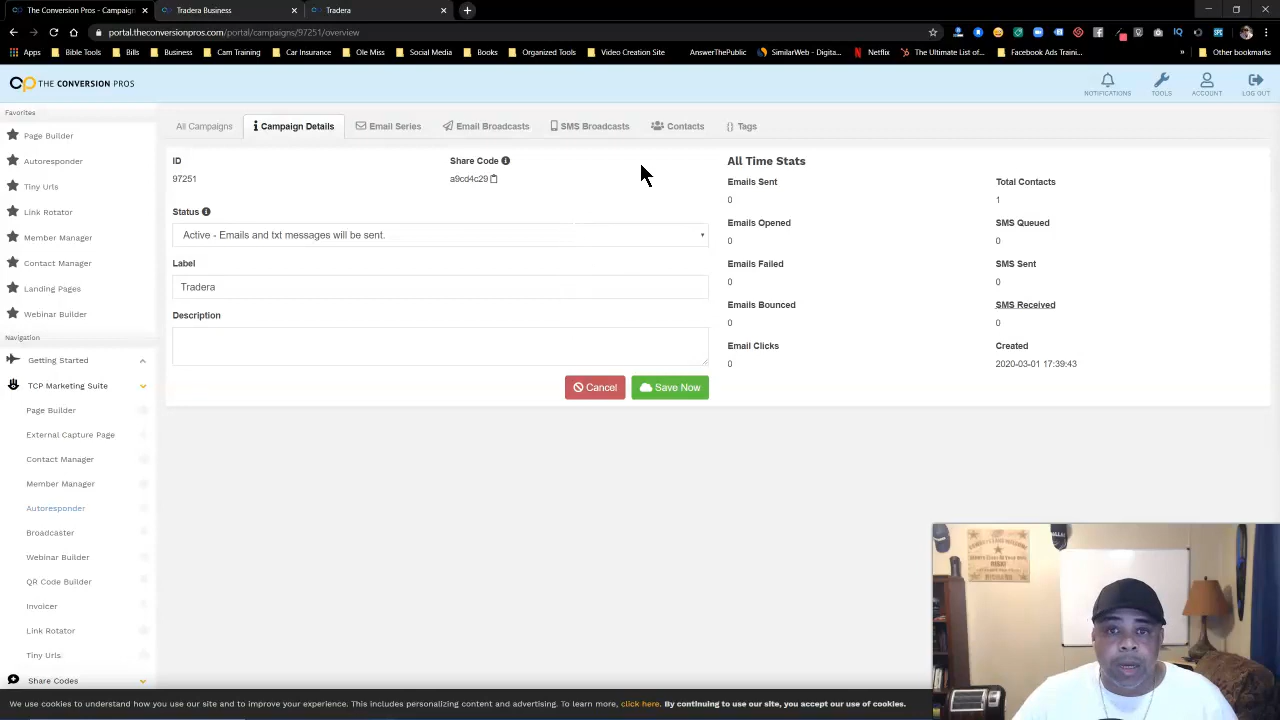 The Conversion Pros - Campaign
Tradera Business
Tradera
portal.theconversionpros.com/portal/campaigns/97251/overview
Apps
Bible Tools
Bills
Business
Cam Training
Car Insurance
Ole Miss
Social Media
Books
Organized Tools
Video Creation Site
AnswerThePublic
SimilarWeb - Digita...
Netflix
The Ultimate List of...
Facebook Ads Traini...
Other bookmarks
THE CONVERSION PROS
NOTIFICATIONS
TOOLS
ACCOUNT
LOG OUT
Favorites
Page Builder
Autoresponder
Tiny Urls
Link Rotator
Member Manager
Contact Manager
Landing Pages
Webinar Builder
Navigation
Getting Started
TCP Marketing Suite
Page Builder
External Capture Page
Contact Manager
Member Manager
Autoresponder
Broadcaster
Webinar Builder
QR Code Builder
Invoicer
Link Rotator
Tiny Urls
Share Codes
All Campaigns
Campaign Details
Email Series
Email Broadcasts
SMS Broadcasts
Contacts
{} Tags
ID
97251
Share Code
a9cd4c29
Status
Active - Emails and txt messages will be sent.
Label
Tradera
Description
Cancel
Save Now
All Time Stats
Emails Sent
0
Total Contacts
1
Emails Opened
0
SMS Queued
0
Emails Failed
0
SMS Sent
0
Emails Bounced
0
SMS Received
0
Email Clicks
0
Created
2020-03-01 17:39:43
We use cookies to understand how you use our site and to improve your experience. This includes personalizing content and advertising. To learn more, click here. By continuing to use our site, you accept our use of cookies.